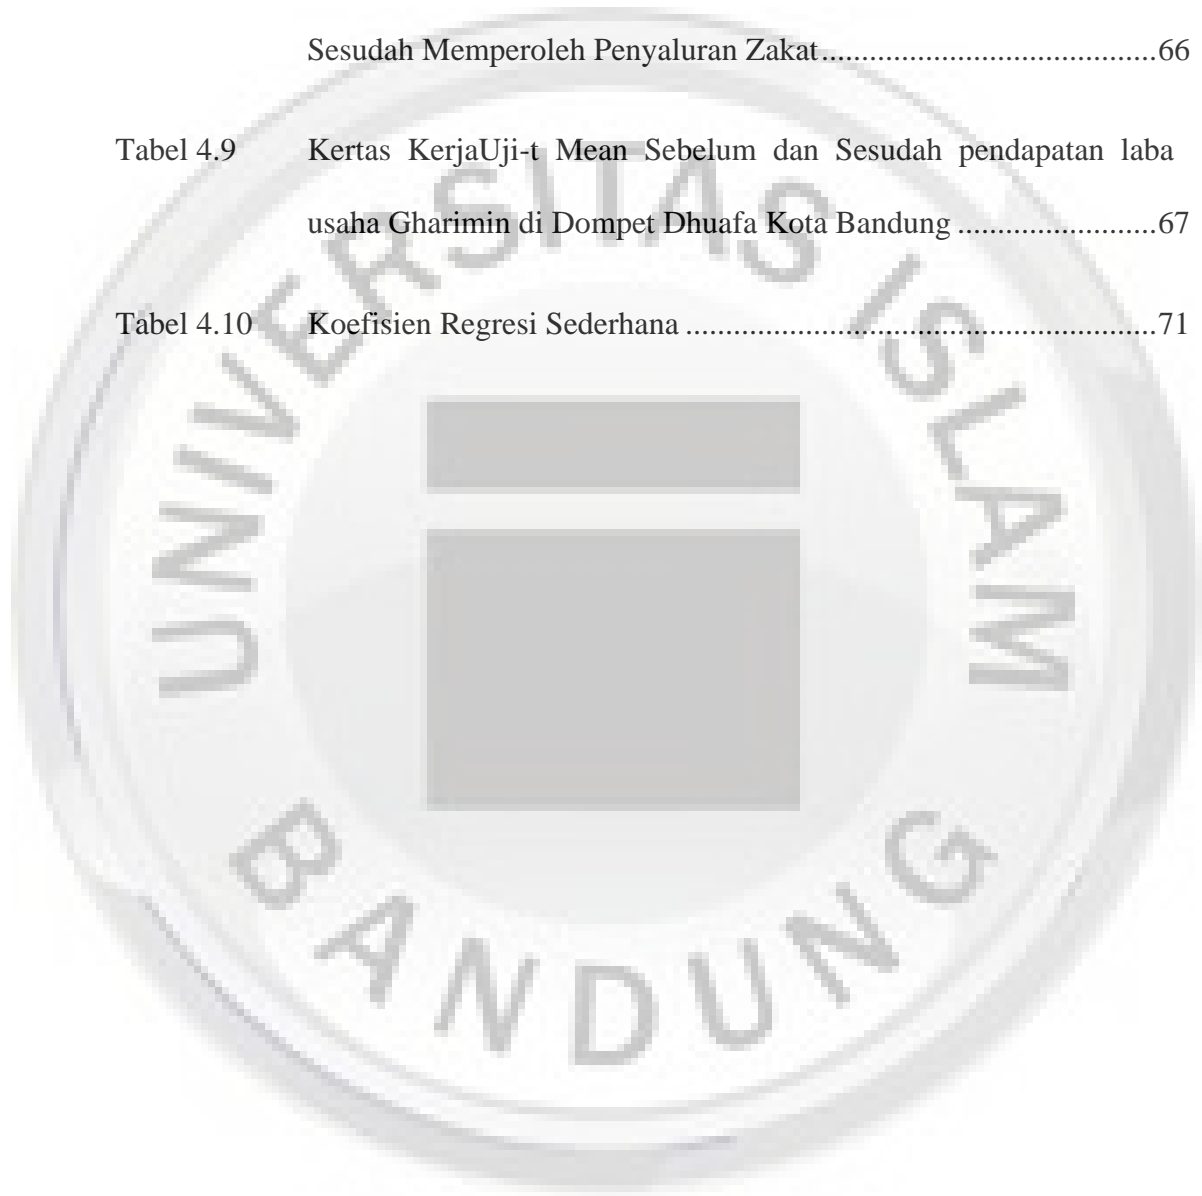 Sesudah Memperoleh Penyaluran Zakat..........................................66
Tabel 4.9 Kertas KerjaUji-t Mean Sebelum dan Sesudah pendapatan laba
usaha Gharimin di Dompet Dhuafa Kota Bandung .........................67
Tabel 4.10 Koefisien Regresi Sederhana ...........................................................71
UNIVERSITAS ISLAM
BANDUNG